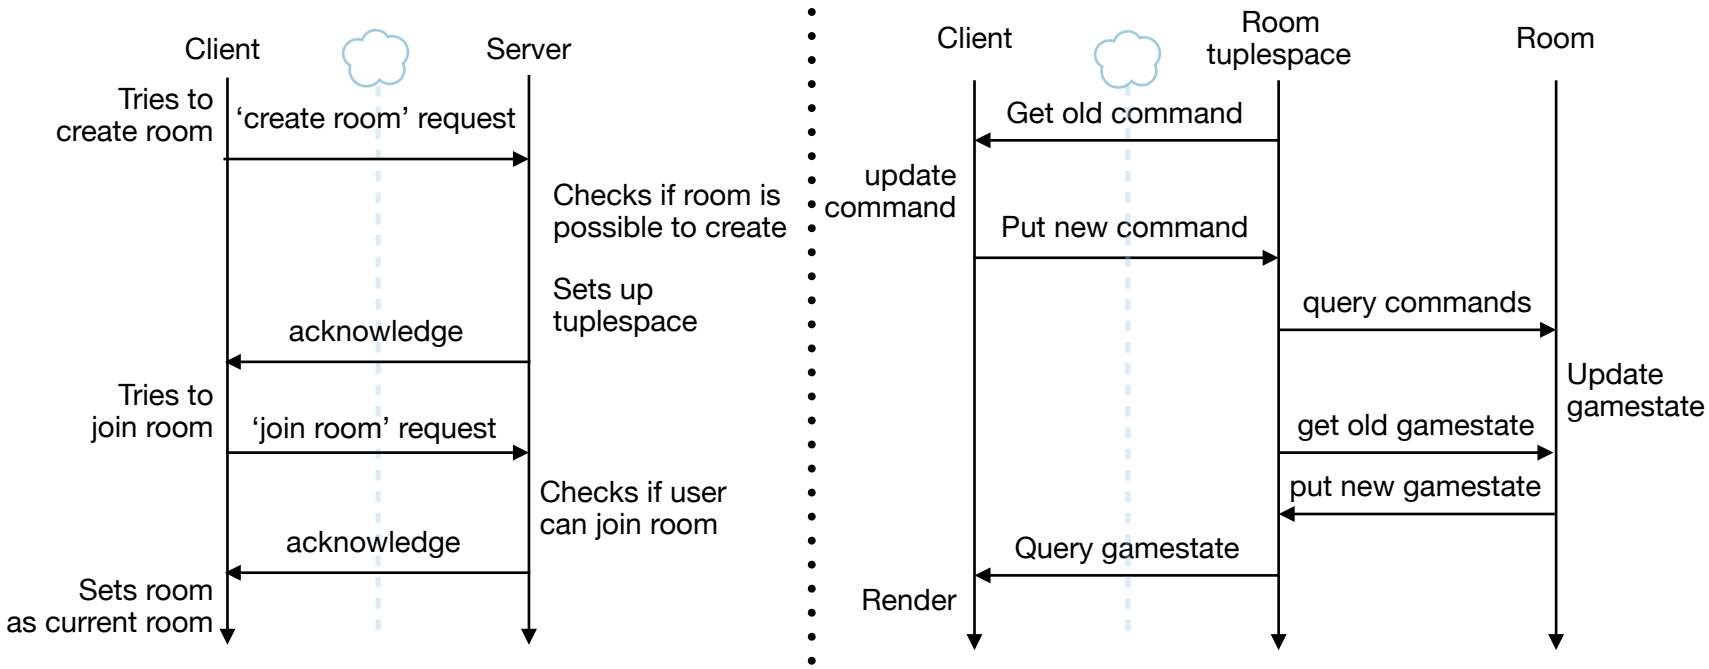 Client
Server
Tries to
create room
‘create room’ request
Checks if room is
possible to create
Sets up
tuplespace
acknowledge
Tries to
join room
‘join room’ request
Checks if user
can join room
acknowledge
Sets room
as current room
Client
Room
tuplespace
Room
Get old command
update
command
Put new command
query commands
Update
gamestate
get old gamestate
put new gamestate
Query gamestate
Render